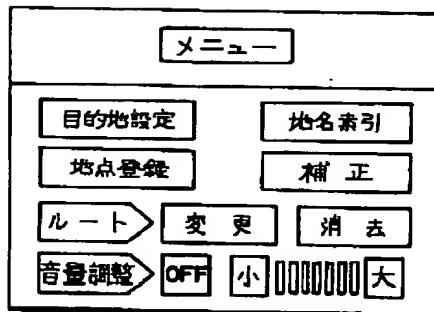 メニュー
目的地設定 地名索引
地点登録 補正
ルート 変更 消去
音量調整 OFF 小 大